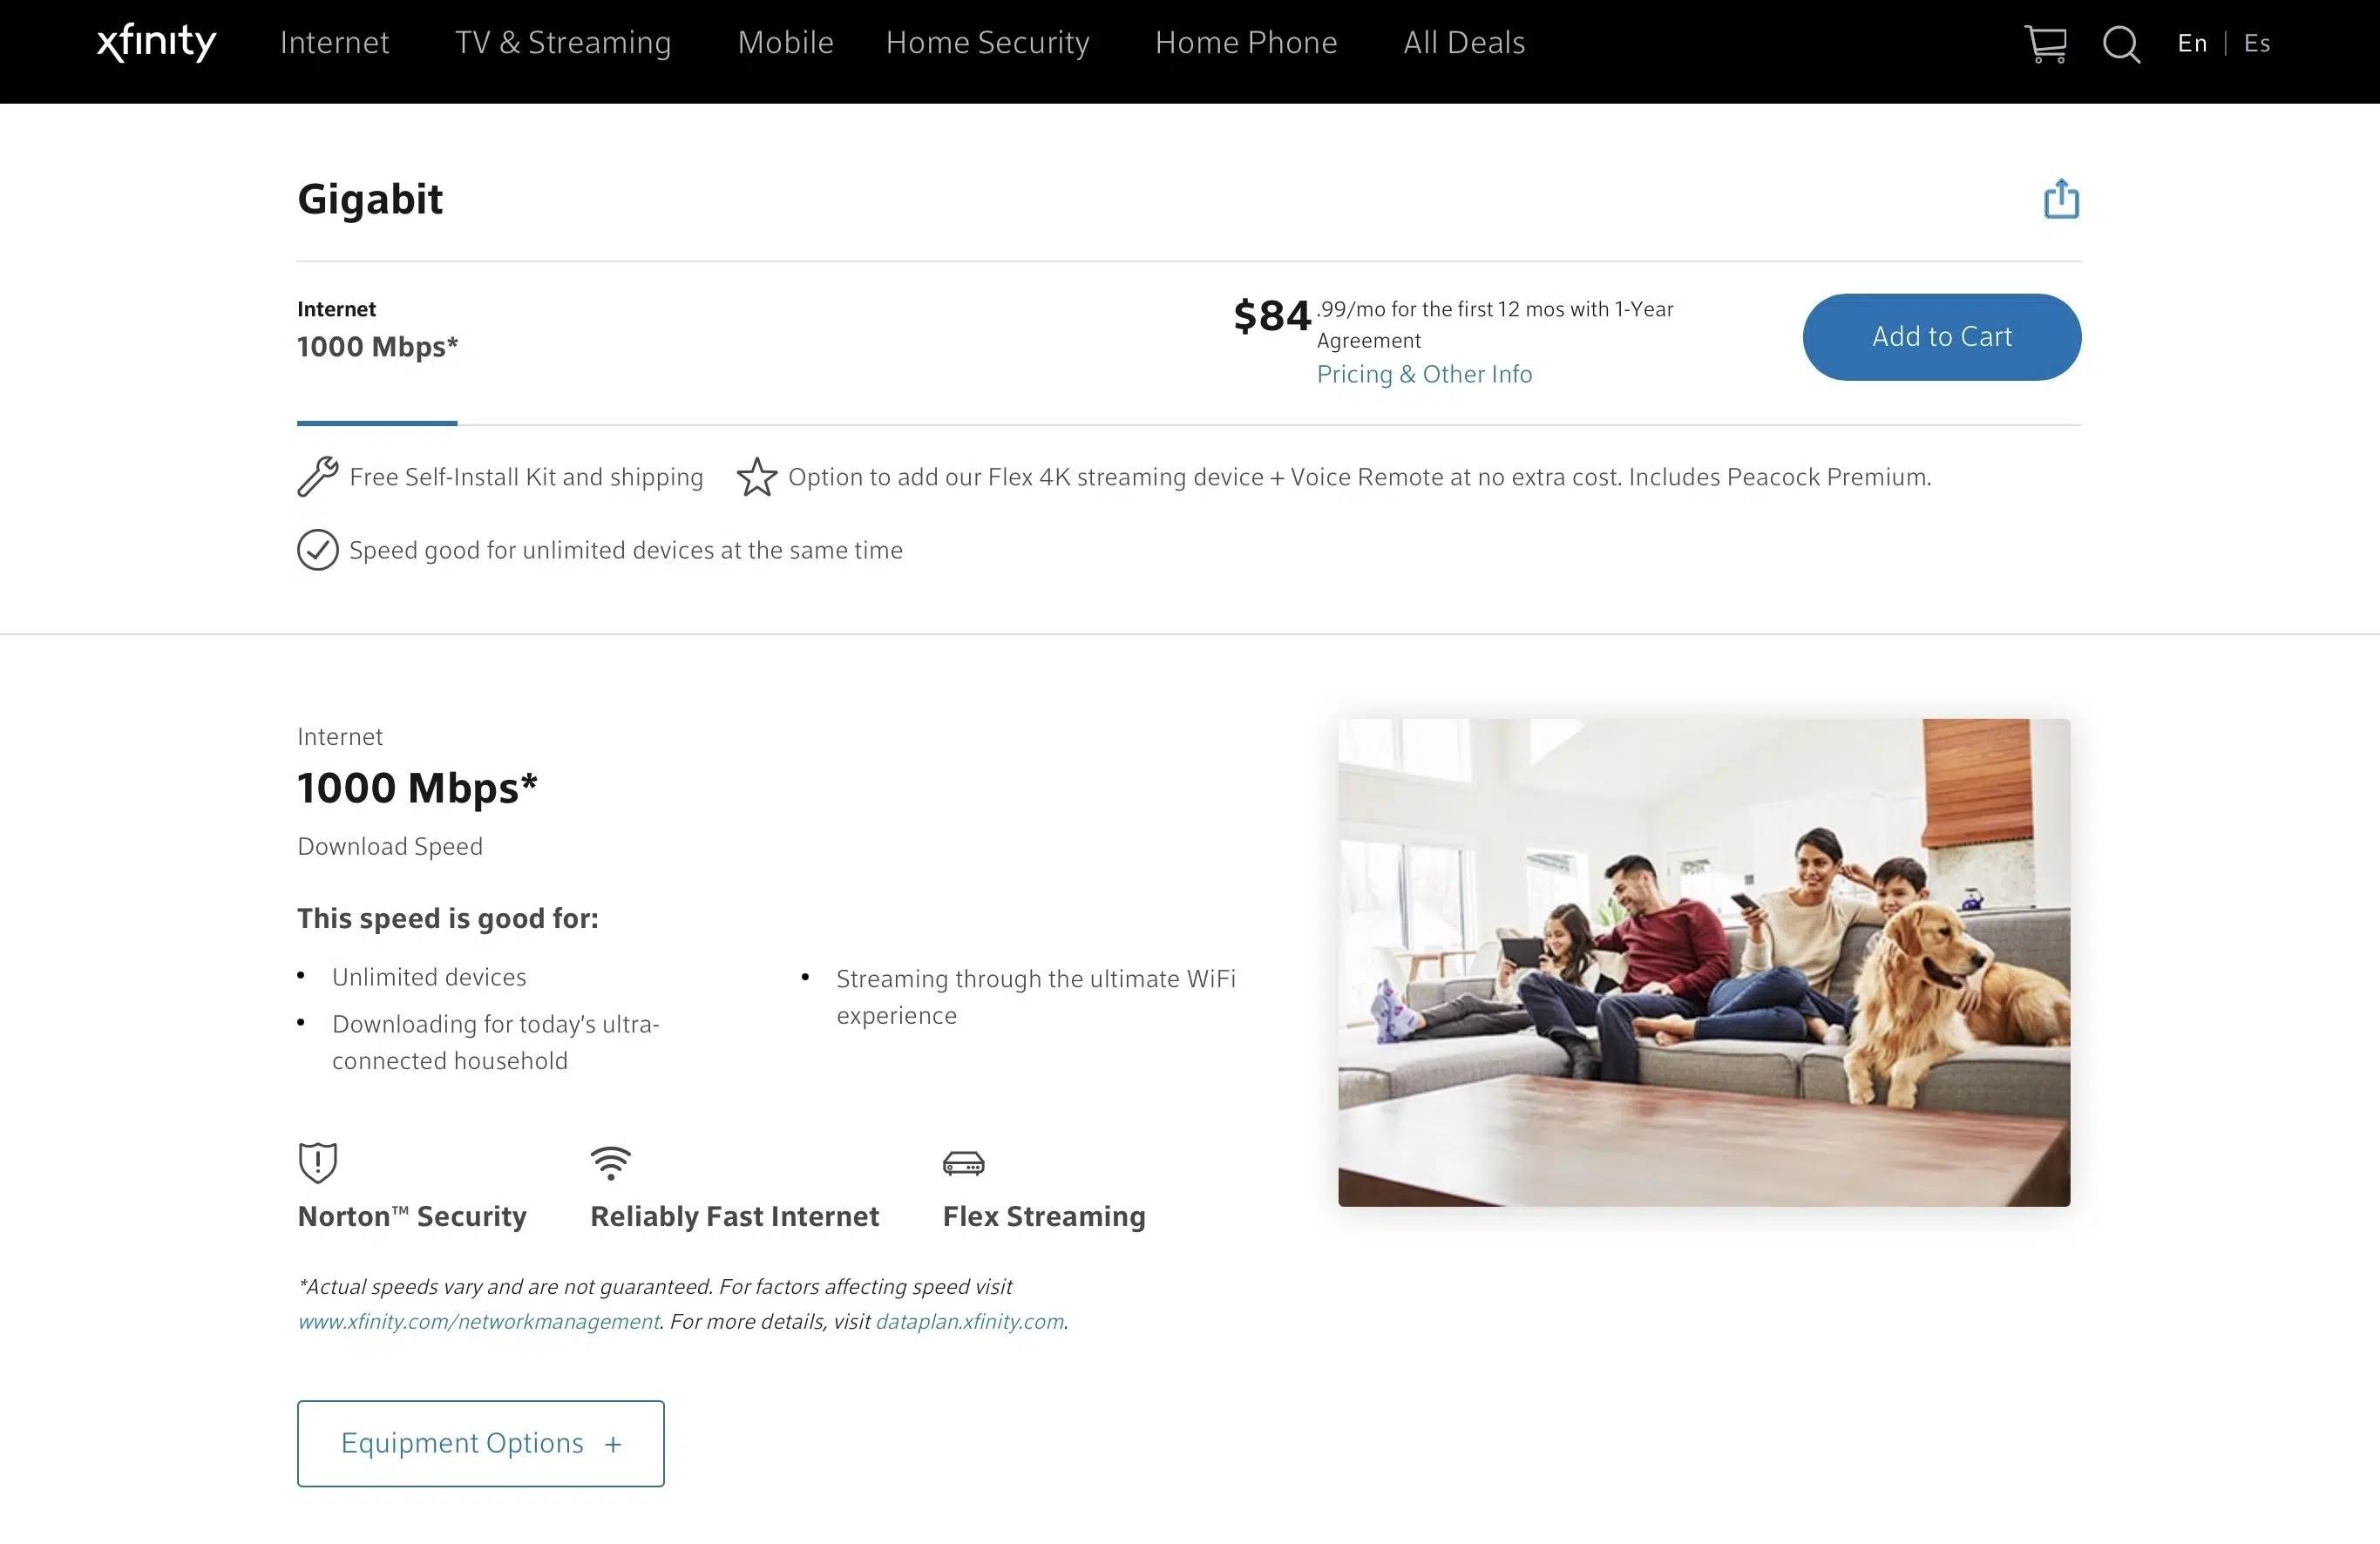 xfinity Internet TV & Streaming Mobile Home Security Home Phone All Deals En | Es
Gigabit
Internet
1000 Mbps*
$84.99/mo for the first 12 mos with 1-Year
Agreement
Pricing & Other Info
Add to Cart
Free Self-Install Kit and shipping
Option to add our Flex 4K streaming device + Voice Remote at no extra cost. Includes Peacock Premium.
Speed good for unlimited devices at the same time
Internet
1000 Mbps*
Download Speed
This speed is good for:
• Unlimited devices
• Downloading for today's ultra-
connected household
• Streaming through the ultimate WiFi
experience
Norton™ Security
Reliably Fast Internet
Flex Streaming
*Actual speeds vary and are not guaranteed. For factors affecting speed visit
www.xfinity.com/networkmanagement. For more details, visit dataplan.xfinity.com.
Equipment Options +